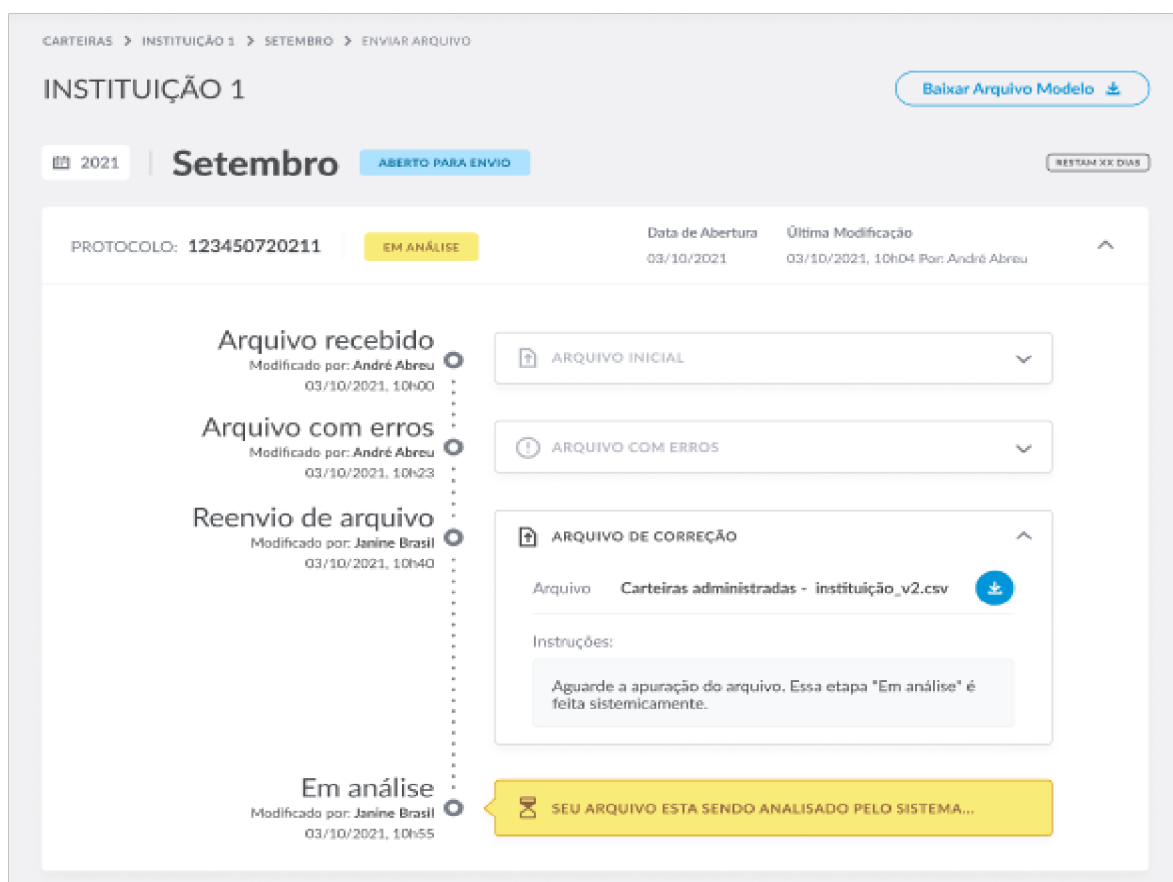 CARTEIRAS > INSTITUIÇÃO 1 > SETEMBRO > ENVIAR ARQUIVO
INSTITUIÇÃO 1
Baixar Arquivo Modelo
2021
Setembro
ABERTO PARA ENVIO
RESTAM XX DIAS
PROTOCOLO: 123450720211
EM ANÁLISE
Data de Abertura
03/10/2021
Última Modificação
03/10/2021, 10h04 Por: André Abreu
Arquivo recebido
Modificado por: André Abreu
03/10/2021, 10h00
ARQUIVO INICIAL
Arquivo com erros
Modificado por: André Abreu
03/10/2021, 10h23
ARQUIVO COM ERROS
Reenvio de arquivo
Modificado por: Janine Brasil
03/10/2021, 10h40
ARQUIVO DE CORREÇÃO
Arquivo Carteiras administradas - instituição_v2.csv
Instruções:
Aguarde a apuração do arquivo. Essa etapa "Em análise" é
feita sistemicamente.
Em análise
Modificado por: Janine Brasil
03/10/2021, 10h55
SEU ARQUIVO ESTA SENDO ANALISADO PELO SISTEMA...